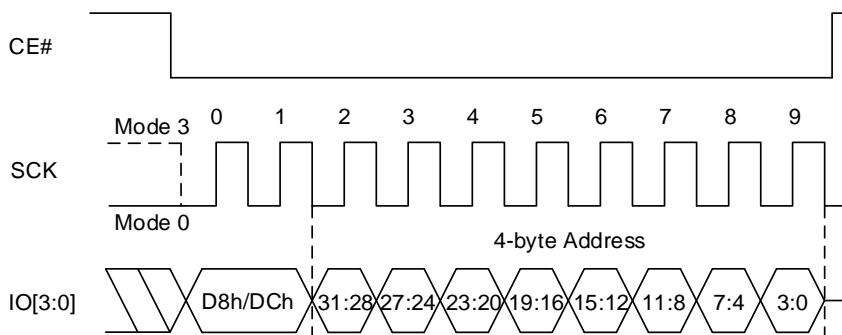 CE#
Mode 3 0 1 2 3 4 5 6 7 8 9
SCK
Mode 0
4-byte Address
IO[3:0] D8h/DCh 31:28 27:24 23:20 19:16 15:12 11:8 7:4 3:0